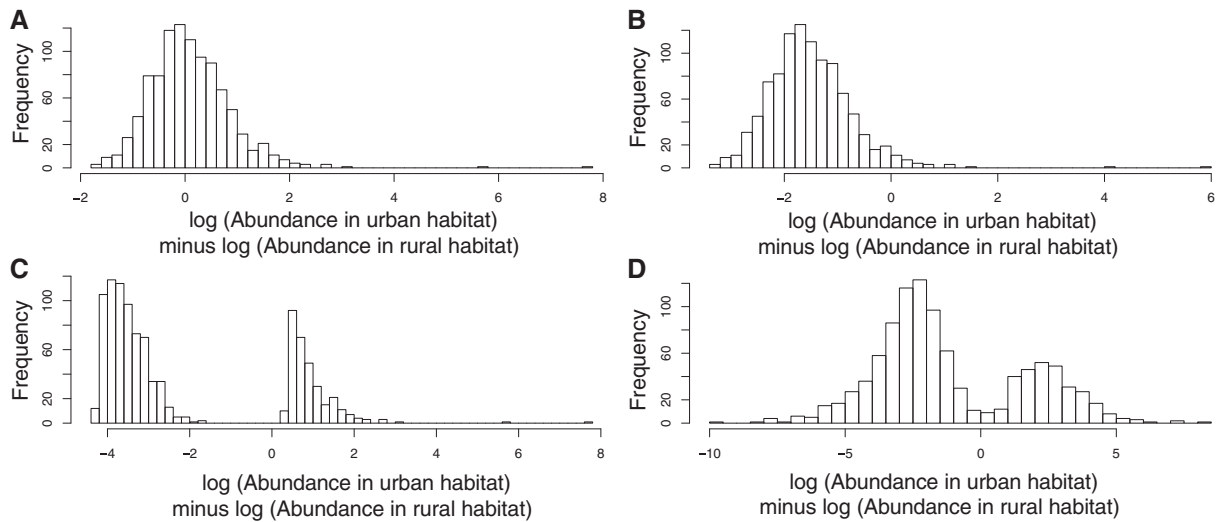 A
Frequency
20 60 100
−2 0 2 4 6 8
log (Abundance in urban habitat)
minus log (Abundance in rural habitat)
B
Frequency
20 60 100
−2 0 2 4 6
log (Abundance in urban habitat)
minus log (Abundance in rural habitat)
C
Frequency
0 20 60 100
−4 −2 0 2 4 6 8
log (Abundance in urban habitat)
minus log (Abundance in rural habitat)
D
Frequency
0 20 60 100
−10 −5 0 5
log (Abundance in urban habitat)
minus log (Abundance in rural habitat)